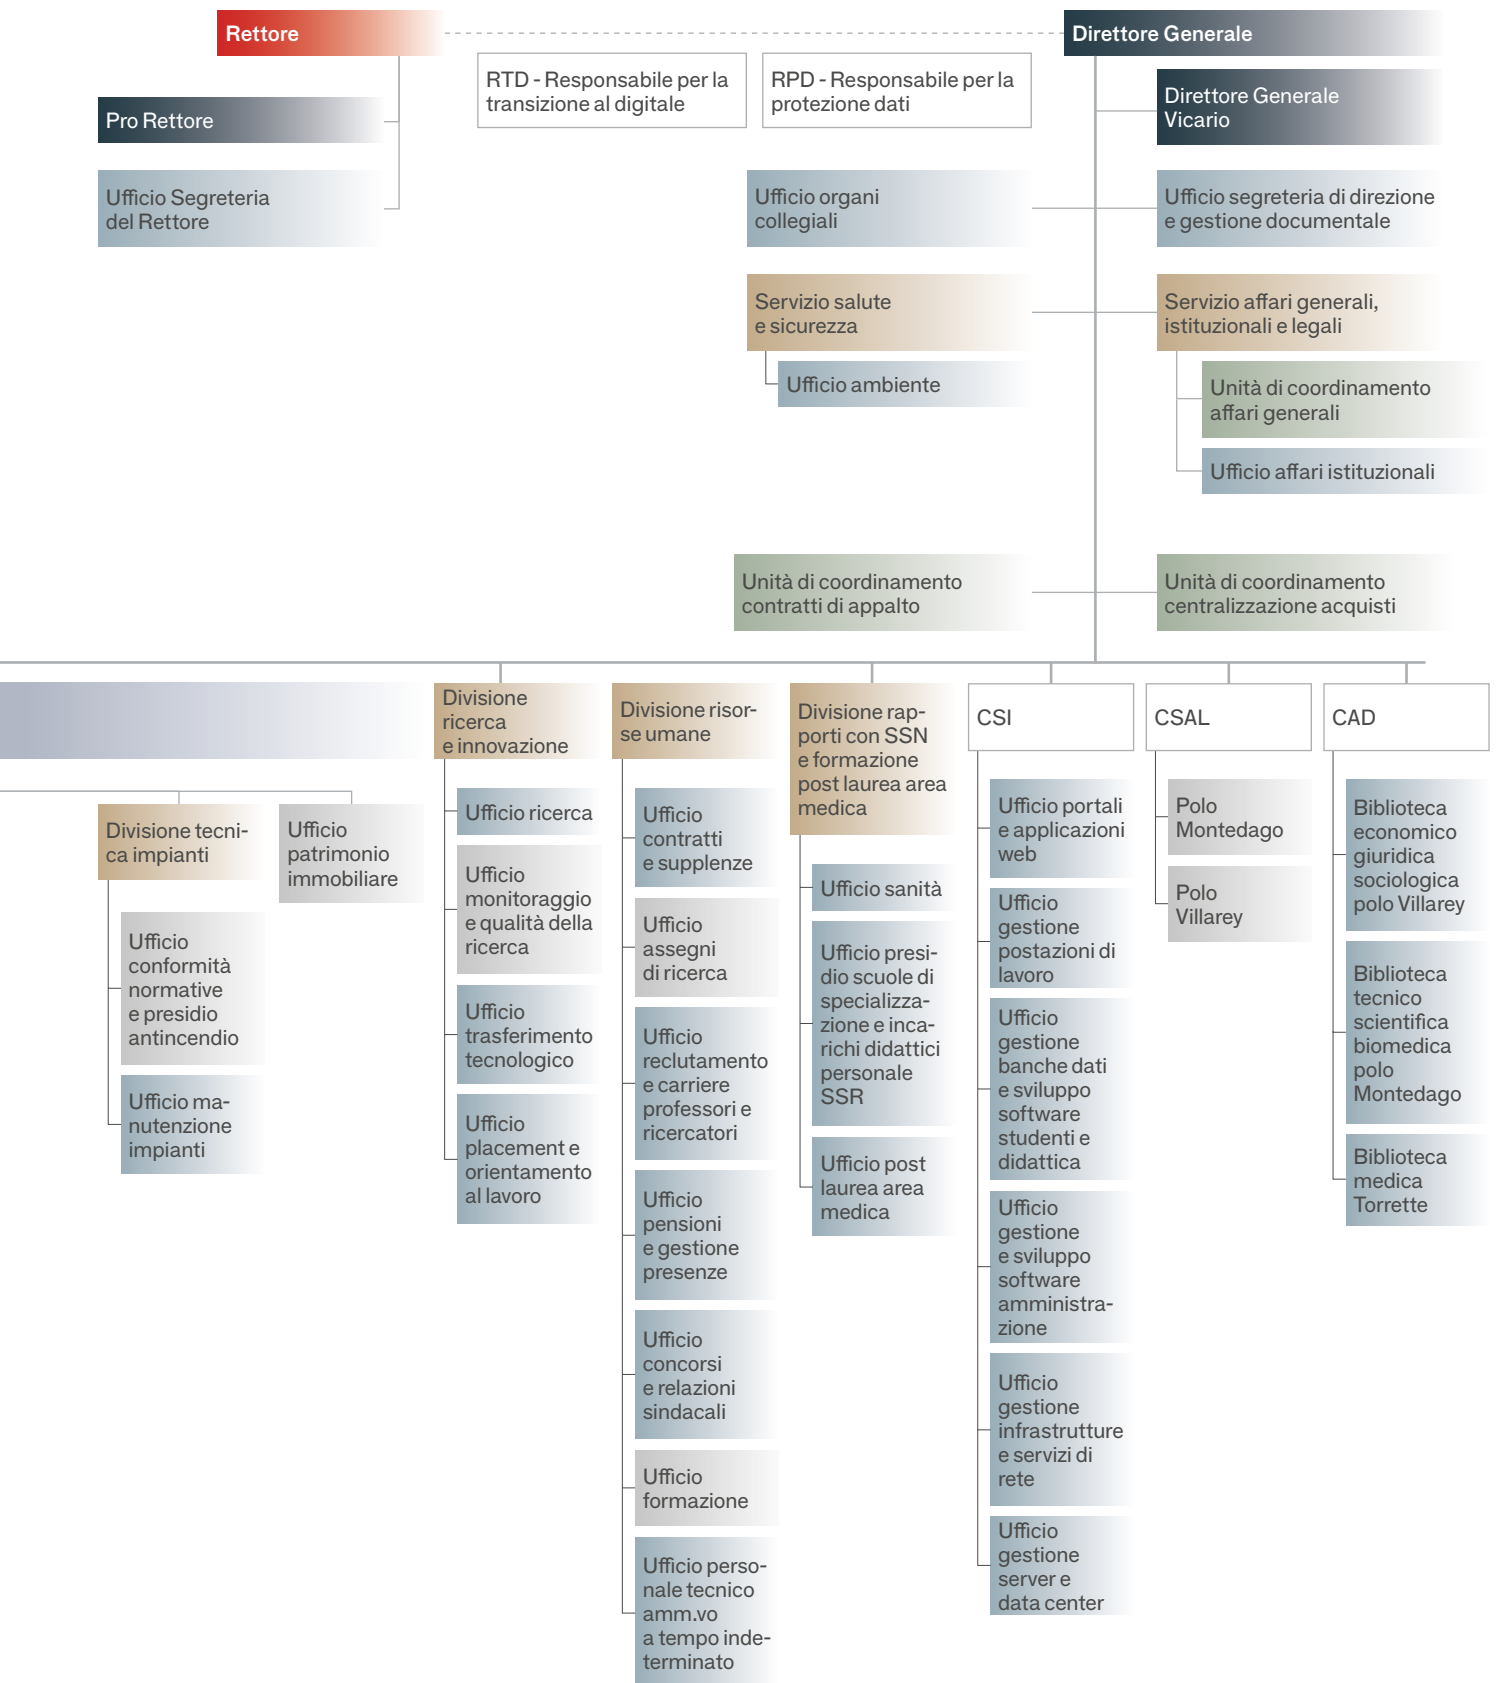 Rettore
Direttore Generale
RTD - Responsabile per la
transizione al digitale
RPD - Responsabile per la
protezione dati
Direttore Generale
Vicario
Pro Rettore
Ufficio Segreteria
del Rettore
Ufficio organi
collegiali
Ufficio segreteria di direzione
e gestione documentale
Servizio salute
e sicurezza
Ufficio ambiente
Servizio affari generali,
istituzionali e legali
Unità di coordinamento
affari generali
Ufficio affari istituzionali
Unità di coordinamento
contratti di appalto
Unità di coordinamento
centralizzazione acquisti
Divisione tecni-
ca impianti
Ufficio
conformità
normative
e presidio
antincendio
Ufficio ma-
nutenzione
impianti
Ufficio
patrimonio
immobiliare
Divisione
ricerca
e innovazione
Ufficio ricerca
Ufficio
monitoraggio
e qualità della
ricerca
Ufficio
trasferimento
tecnologico
Ufficio
placement e
orientamento
al lavoro
Divisione risor-
se umane
Ufficio
contratti
e supplenze
Ufficio
assegni
di ricerca
Ufficio
reclutamento
e carriere
professori e
ricercatori
Ufficio
pensioni
e gestione
presenze
Ufficio
concorsi
e relazioni
sindacali
Ufficio
formazione
Ufficio perso-
nale tecnico
amm.vo
a tempo inde-
terminato
Divisione rap-
porti con SSN
e formazione
post laurea area
medica
Ufficio sanità
Ufficio presi-
dio scuole di
specializza-
zione e inca-
richi didattici
personale
SSR
Ufficio post
laurea area
medica
CSI
Ufficio portali
e applicazioni
web
Ufficio
gestione
postazioni di
lavoro
Ufficio
gestione
banche dati
e sviluppo
software
studenti e
didattica
Ufficio
gestione
e sviluppo
software
amministra-
zione
Ufficio
gestione
infrastrutture
e servizi di
rete
Ufficio
gestione
server e
data center
CSAL
Polo
Montedago
Polo
Villarey
CAD
Biblioteca
economico
giuridica
sociologica
polo Villarey
Biblioteca
tecnico
scientifica
biomedica
polo
Montedago
Biblioteca
medica
Torrette